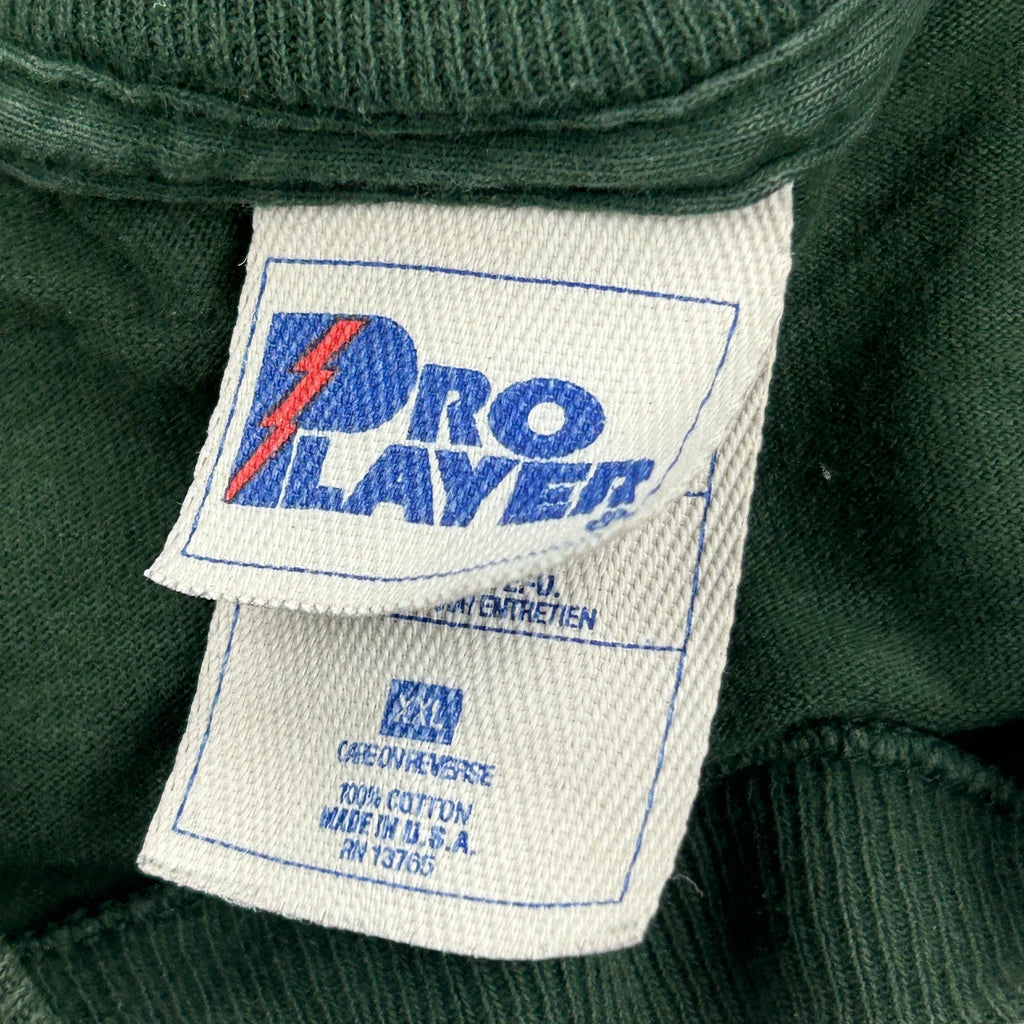 PRO
PLAYER
ENTRETIEN
XXL
CARE ON REVERSE
100% COTTON
MADE IN U.S.A.
RN 13765